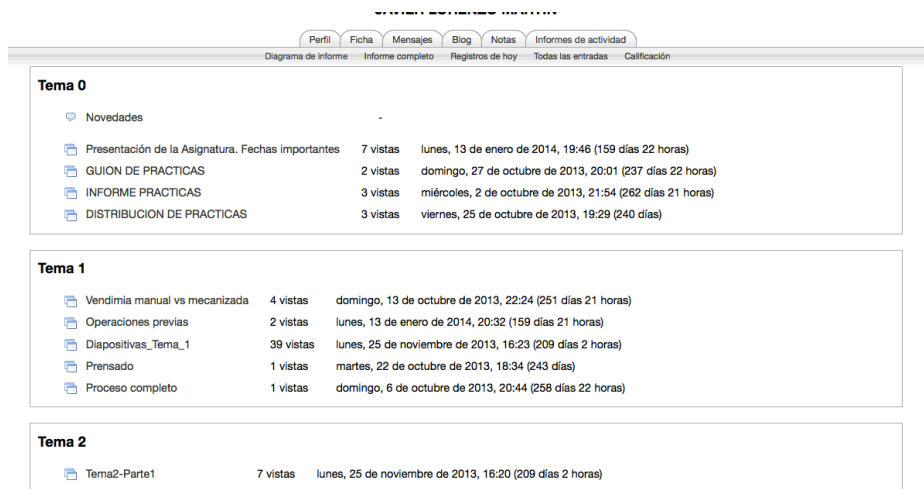 JAVIER LORENZO MARTIN
Perfil Ficha Mensajes Blog Notas Informes de actividad
Diagrama de informe Informe completo Registros de hoy Todas las entradas Calificación
Tema 0
Novedades -
Presentación de la Asignatura. Fechas importantes 7 vistas lunes, 13 de enero de 2014, 19:46 (159 días 22 horas)
GUION DE PRACTICAS 2 vistas domingo, 27 de octubre de 2013, 20:01 (237 días 22 horas)
INFORME PRACTICAS 3 vistas miércoles, 2 de octubre de 2013, 21:54 (262 días 21 horas)
DISTRIBUCION DE PRACTICAS 3 vistas viernes, 25 de octubre de 2013, 19:29 (240 días)
Tema 1
Vendimia manual vs mecanizada 4 vistas domingo, 13 de octubre de 2013, 22:24 (251 días 21 horas)
Operaciones previas 2 vistas lunes, 13 de enero de 2014, 20:32 (159 días 21 horas)
Diapositivas_Tema_1 39 vistas lunes, 25 de noviembre de 2013, 16:23 (209 días 2 horas)
Prensado 1 vistas martes, 22 de octubre de 2013, 18:34 (243 días)
Proceso completo 1 vistas domingo, 6 de octubre de 2013, 20:44 (258 días 22 horas)
Tema 2
Tema2-Parte1 7 vistas lunes, 25 de noviembre de 2013, 16:20 (209 días 2 horas)